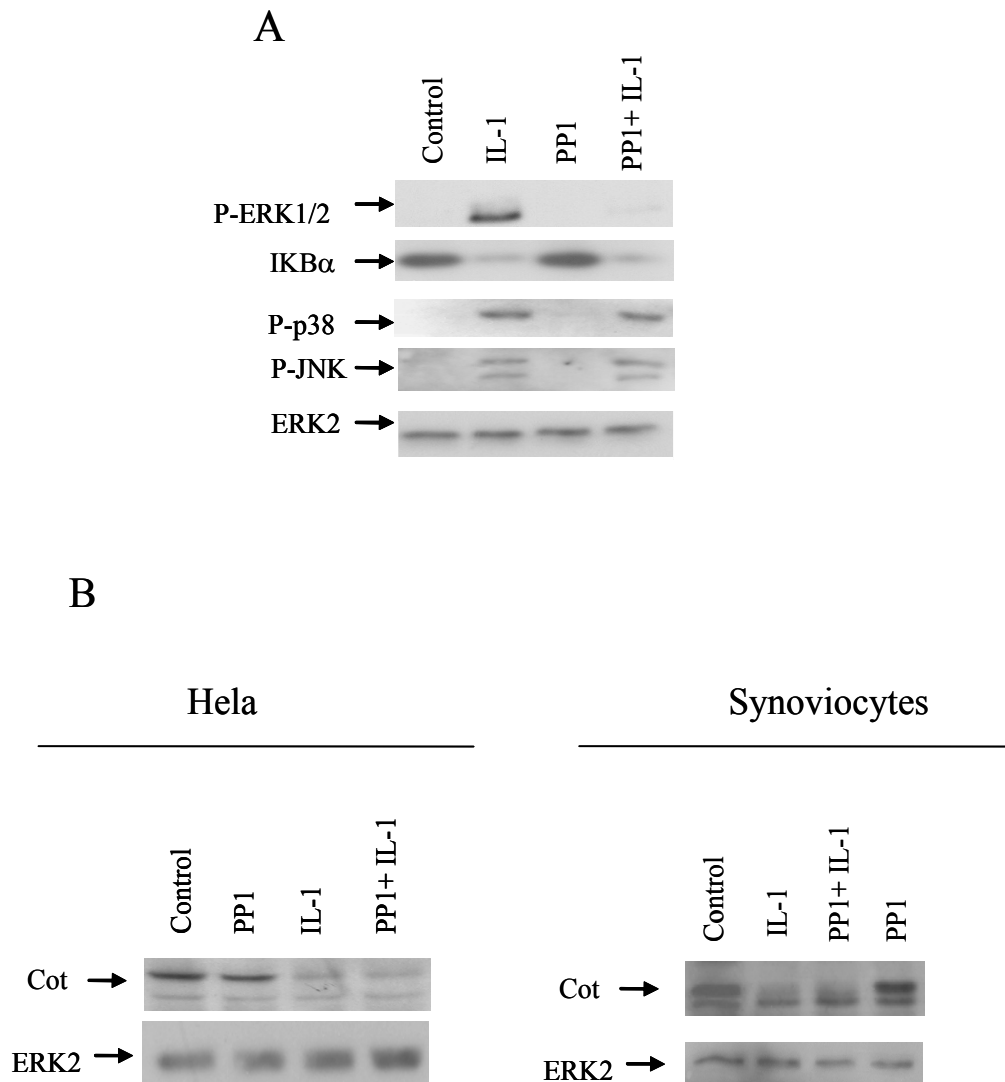 A
Control
IL-1
PP1
PP1+ IL-1
P-ERK1/2
IKBα
P-p38
P-JNK
ERK2
B
Hela
Synoviocytes
Control
PP1
IL-1
PP1+ IL-1
Control
IL-1
PP1+ IL-1
PP1
Cot
ERK2
Cot
ERK2